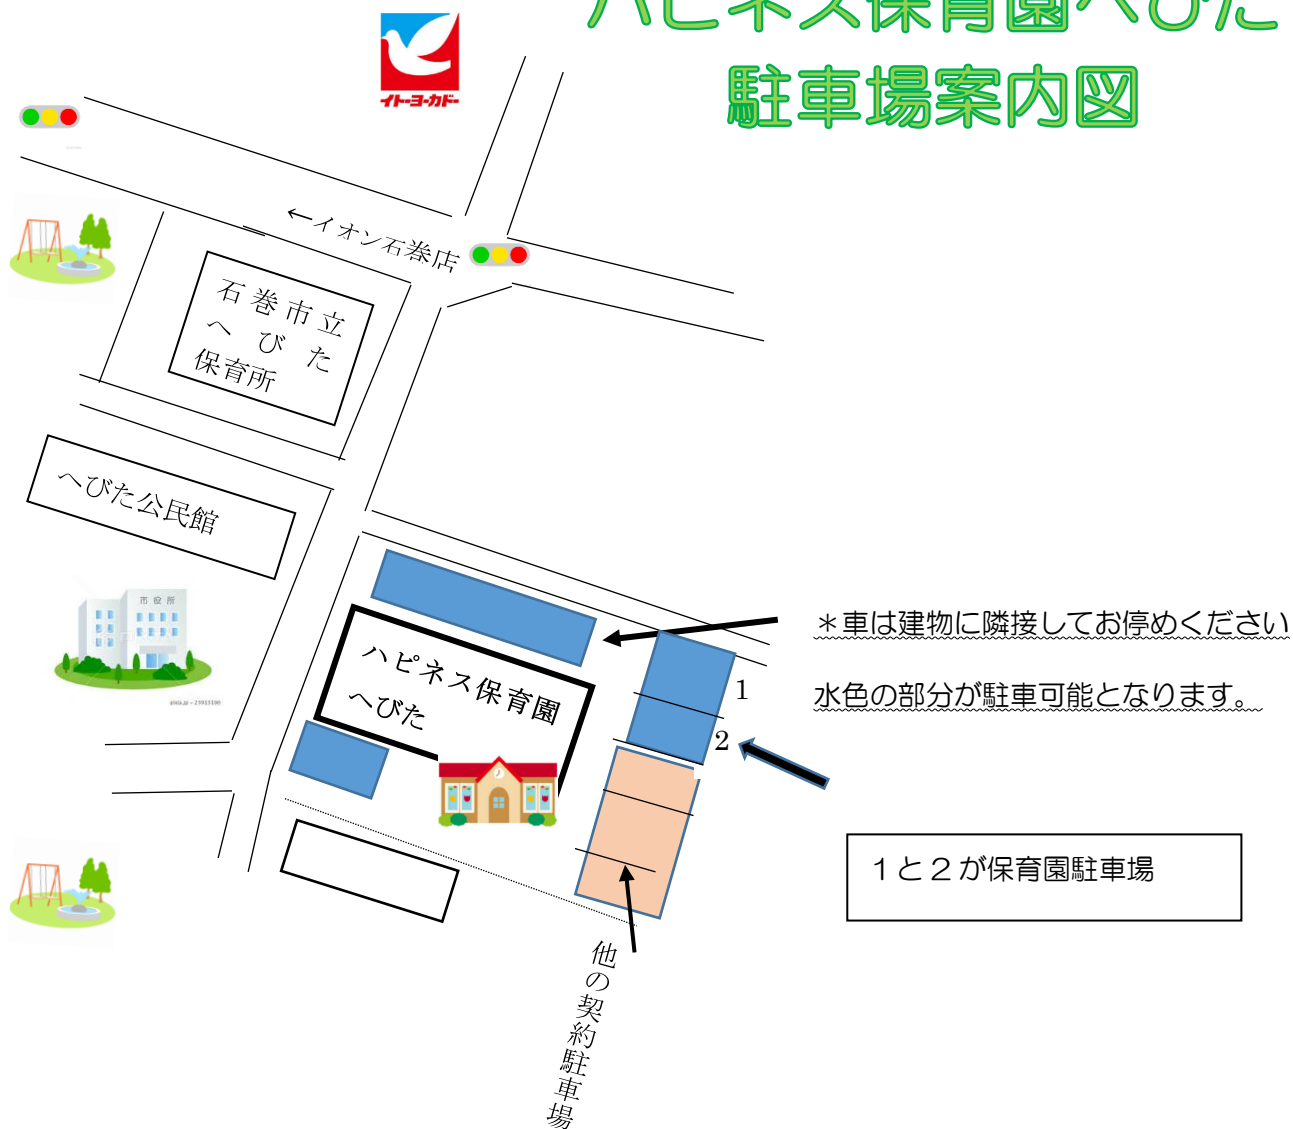 ハピネス保育園へびた
駐車場案内図
イトーヨーカドー
←イオン石巻店
石巻市立
へびた
保育所
へびた公民館
市役所
ハピネス保育園
へびた
1
2
＊車は建物に隣接してお停めください
水色の部分が駐車可能となります。
１と２が保育園駐車場
他の契約駐車場